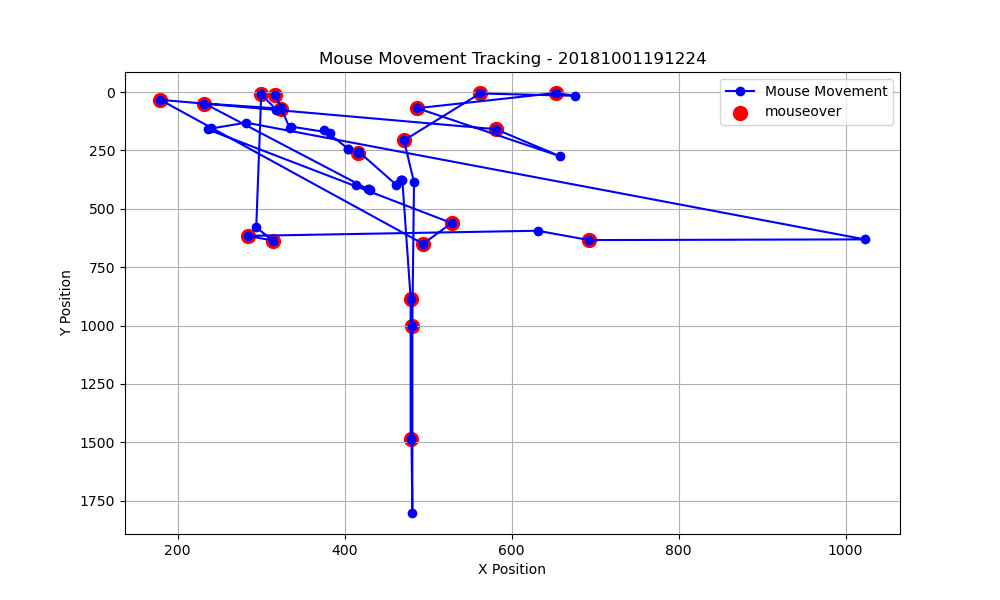 Mouse Movement Tracking - 20181001191224
Mouse Movement
mouseover
0
250
500
750
1000
1250
1500
1750
Y Position
200 400 600 800 1000
X Position